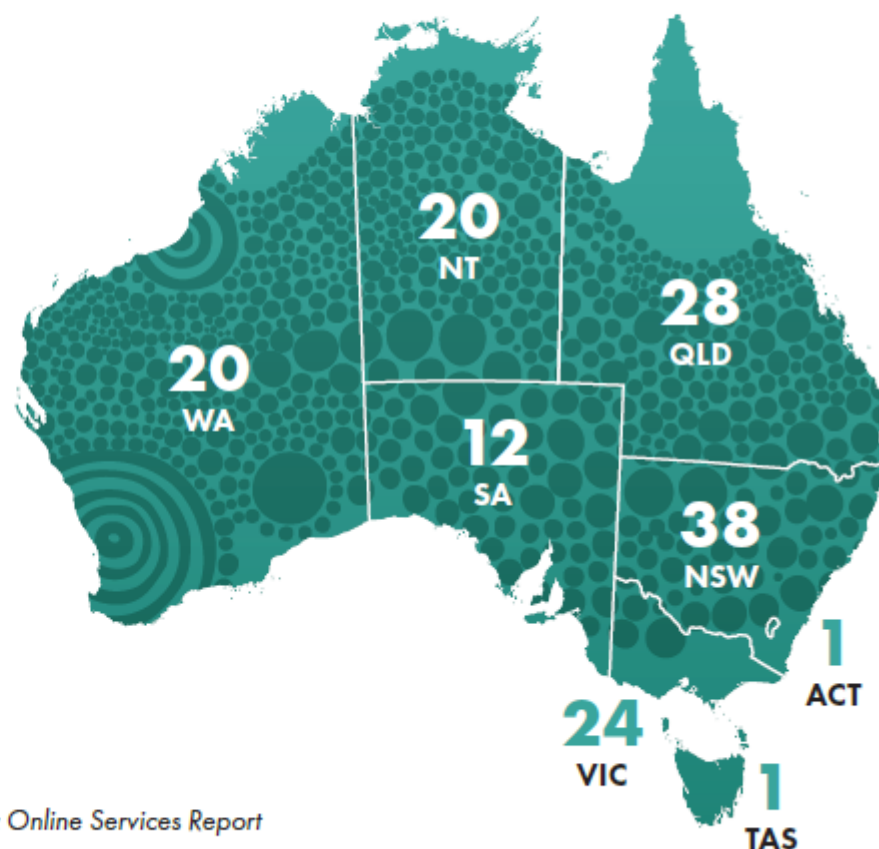 20
NT
28
QLD
20
WA
12
SA
38
NSW
1
ACT
24
VIC
1
TAS
Online Services Report